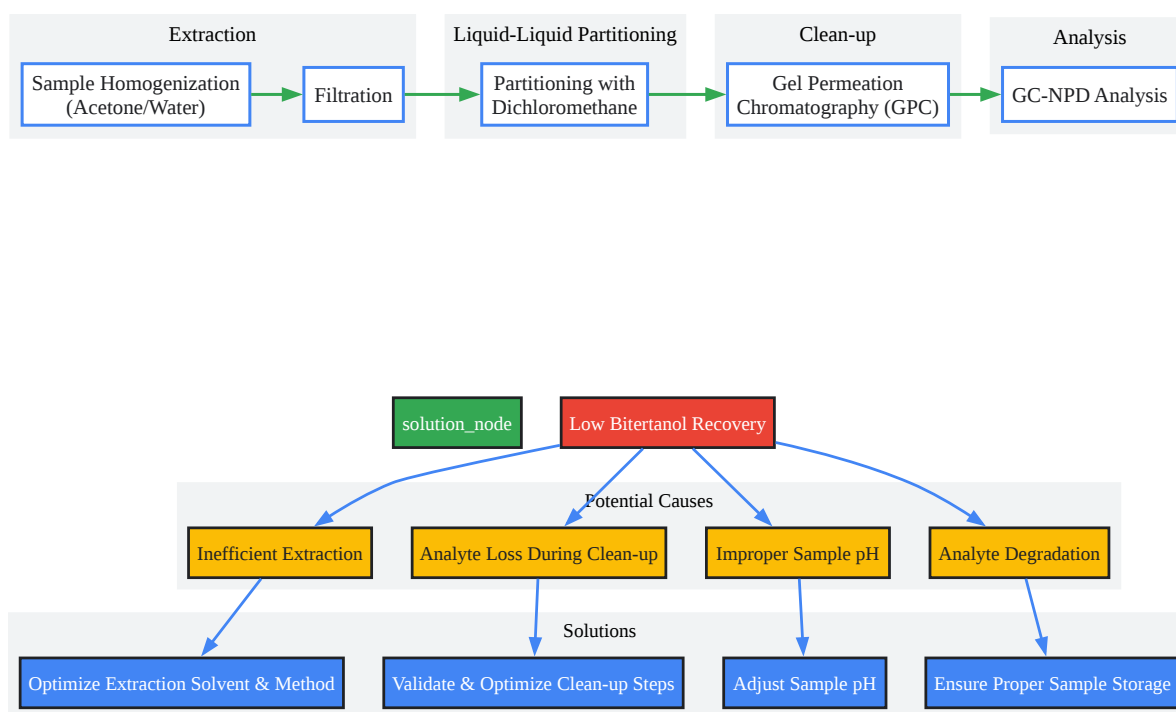 Extraction
Liquid-Liquid Partitioning
Clean-up
Analysis
Sample Homogenization
(Acetone/Water)
Filtration
Partitioning with
Dichloromethane
Gel Permeation
Chromatography (GPC)
GC-NPD Analysis
solution_node
Low Bitertanol Recovery
Potential Causes
Inefficient Extraction
Analyte Loss During Clean-up
Improper Sample pH
Analyte Degradation
Solutions
Optimize Extraction Solvent & Method
Validate & Optimize Clean-up Steps
Adjust Sample pH
Ensure Proper Sample Storage